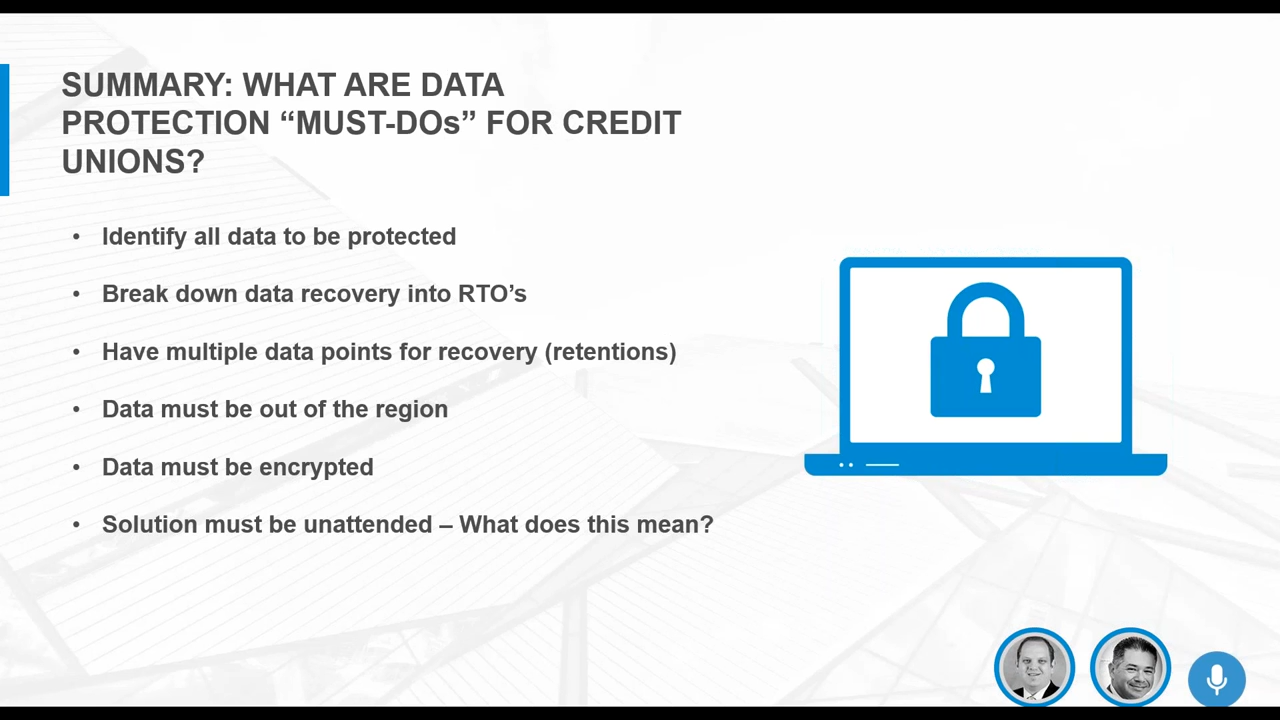 SUMMARY: WHAT ARE DATA
PROTECTION “MUST-DOs” FOR CREDIT
UNIONS?
• Identify all data to be protected
• Break down data recovery into RTO’s
• Have multiple data points for recovery (retentions)
• Data must be out of the region
• Data must be encrypted
• Solution must be unattended – What does this mean?